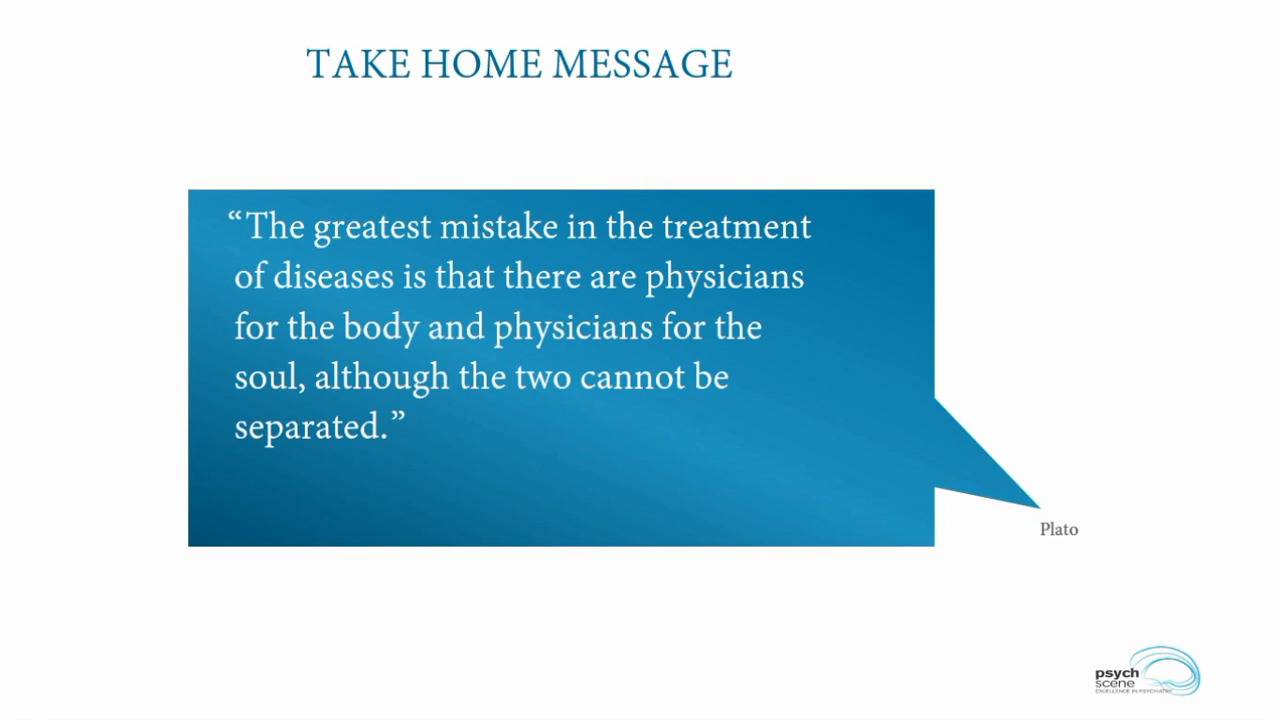 TAKE HOME MESSAGE
“The greatest mistake in the treatment
of diseases is that there are physicians
for the body and physicians for the
soul, although the two cannot be
separated.”
Plato
psych
scene
EXCELLENCE IN PSYCHIATRY